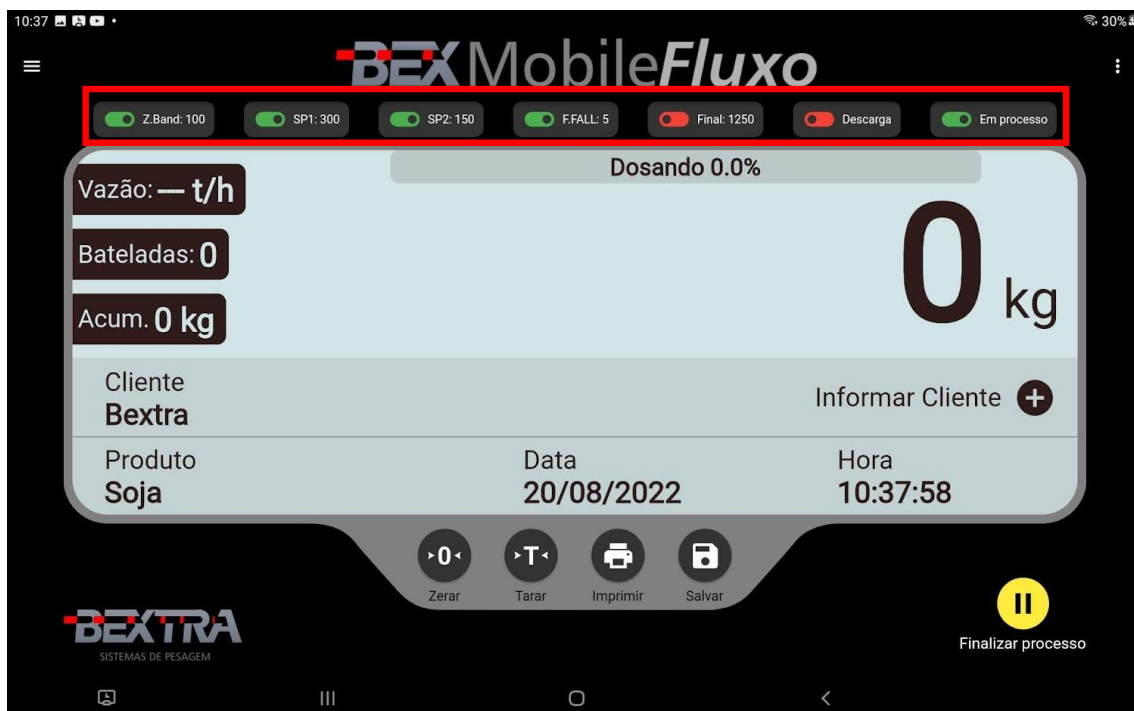 10:37
30%
BEX MobileFluxo
Z.Band: 100 SP1: 300 SP2: 150 F.FALL: 5 Final: 1250 Descarga Em processo
Dosando 0.0%
Vazão: --- t/h
Bateladas: 0
Acum. 0 kg
0 kg
Cliente
Bextra
Informar Cliente
Produto
Soja
Data
20/08/2022
Hora
10:37:58
0 T
Zerar Tarar Imprimir Salvar
Finalizar processo
BEXTRA
SISTEMAS DE PESAGEM